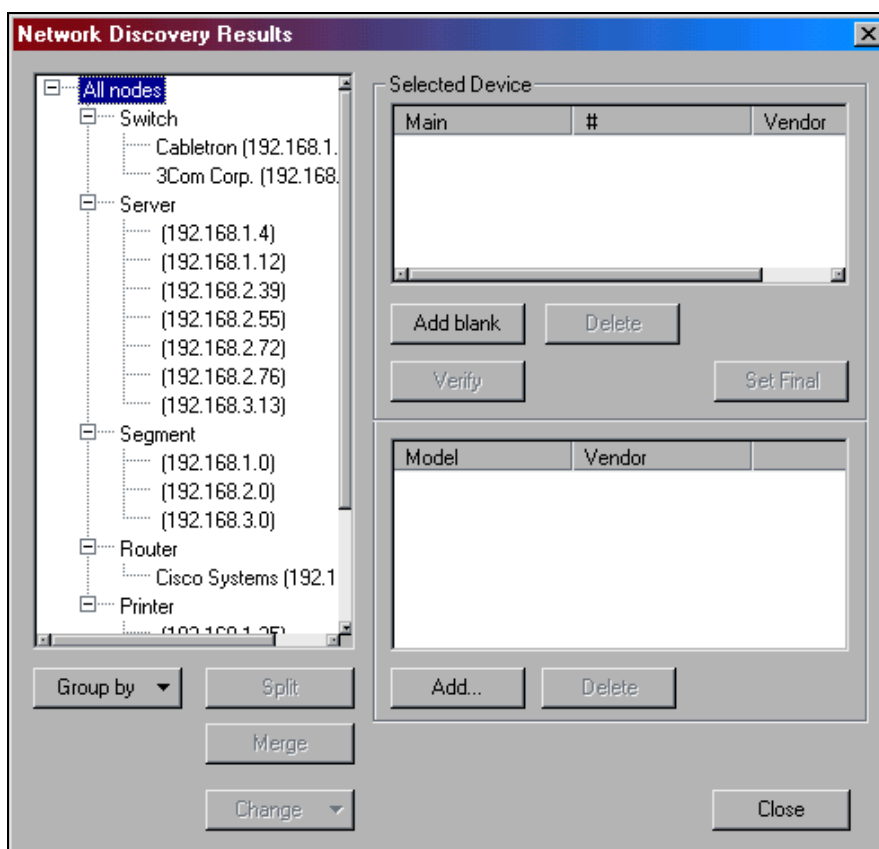 Network Discovery Results
All nodes
Switch
Cabletron (192.168.1.
3Com Corp. (192.168.
Server
(192.168.1.4)
(192.168.1.12)
(192.168.2.39)
(192.168.2.55)
(192.168.2.72)
(192.168.2.76)
(192.168.3.13)
Segment
(192.168.1.0)
(192.168.2.0)
(192.168.3.0)
Router
Cisco Systems (192.1
Printer
Group by
Split
Merge
Change
Selected Device
Main # Vendor
Add blank Delete
Verify Set Final
Model Vendor
Add... Delete
Close